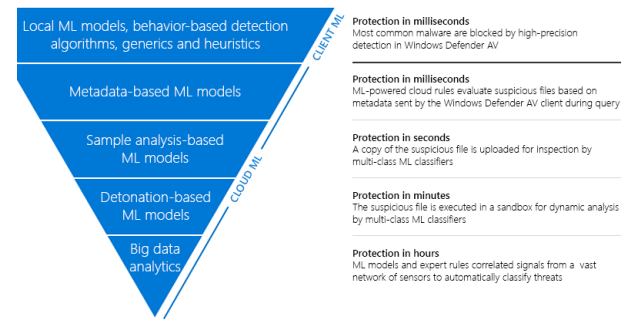 Local ML models, behavior-based detection
algorithms, generics and heuristics
CLIENT ML
Protection in milliseconds
Most common malware are blocked by high-precision
detection in Windows Defender AV
Metadata-based ML models
Protection in milliseconds
ML-powered cloud rules evaluate suspicious files based on
metadata sent by the Windows Defender AV client during query
Sample analysis-based
ML models
CLOUD ML
Protection in seconds
A copy of the suspicious file is uploaded for inspection by
multi-class ML classifiers
Detonation-based
ML models
Protection in minutes
The suspicious file is executed in a sandbox for dynamic analysis
by multi-class ML classifiers
Big data
analytics
Protection in hours
ML models and expert rules correlated signals from a vast
network of sensors to automatically classify threats